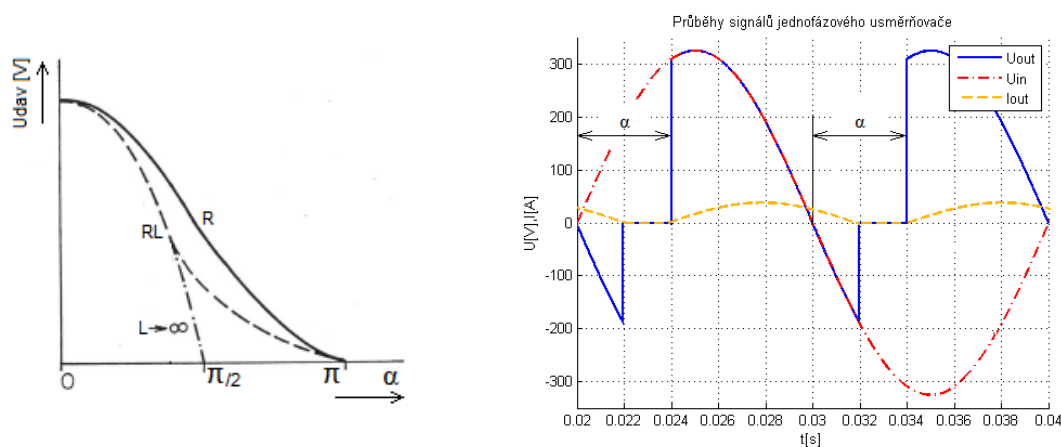 Udav [V]
R
RL
L→∞
0
π/2
π
α
Průběhy signálů jednofázového usměrňovače
U[V],I[A]
300
200
100
0
-100
-200
-300
α
α
Uout
Uin
Iout
0.02
0.022
0.024
0.026
0.028
0.03
0.032
0.034
0.036
0.038
0.04
t[s]